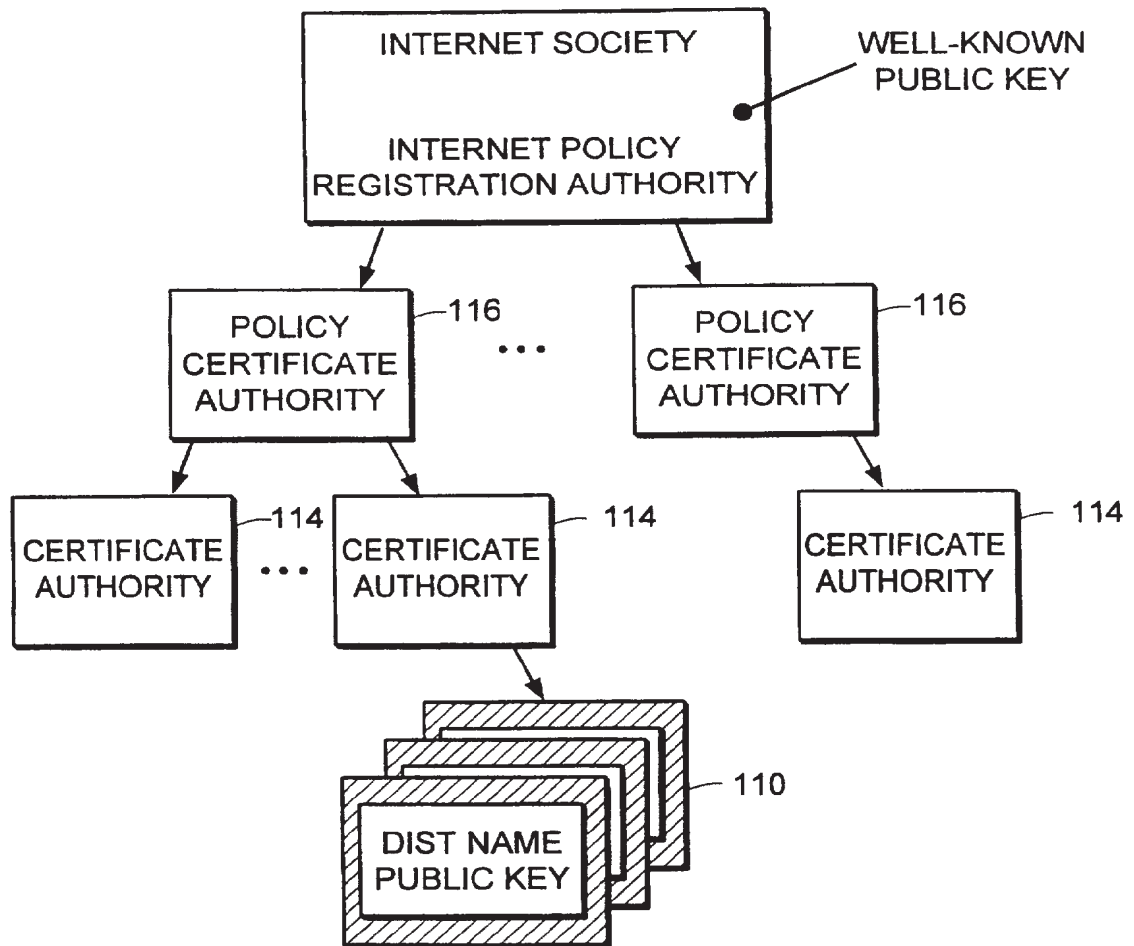 INTERNET SOCIETY
WELL-KNOWN
PUBLIC KEY
INTERNET POLICY
REGISTRATION AUTHORITY
POLICY
CERTIFICATE
AUTHORITY
116
...
POLICY
CERTIFICATE
AUTHORITY
116
CERTIFICATE
AUTHORITY
114
...
CERTIFICATE
AUTHORITY
114
CERTIFICATE
AUTHORITY
114
DIST NAME
PUBLIC KEY
110